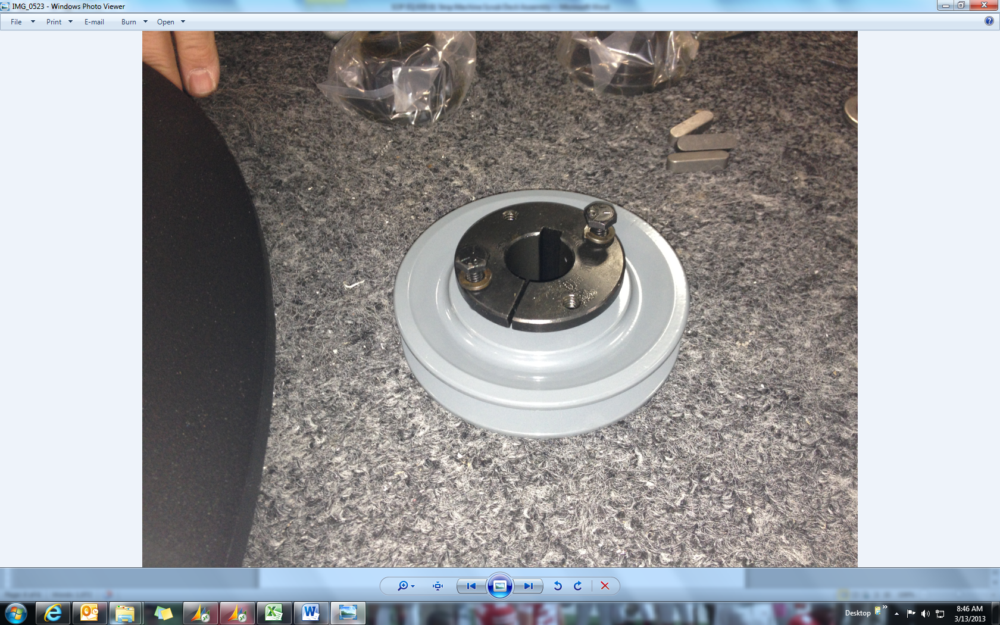 IMG_0523 - Windows Photo Viewer
File Print E-mail Burn Open
Desktop
8:46 AM
3/13/2013